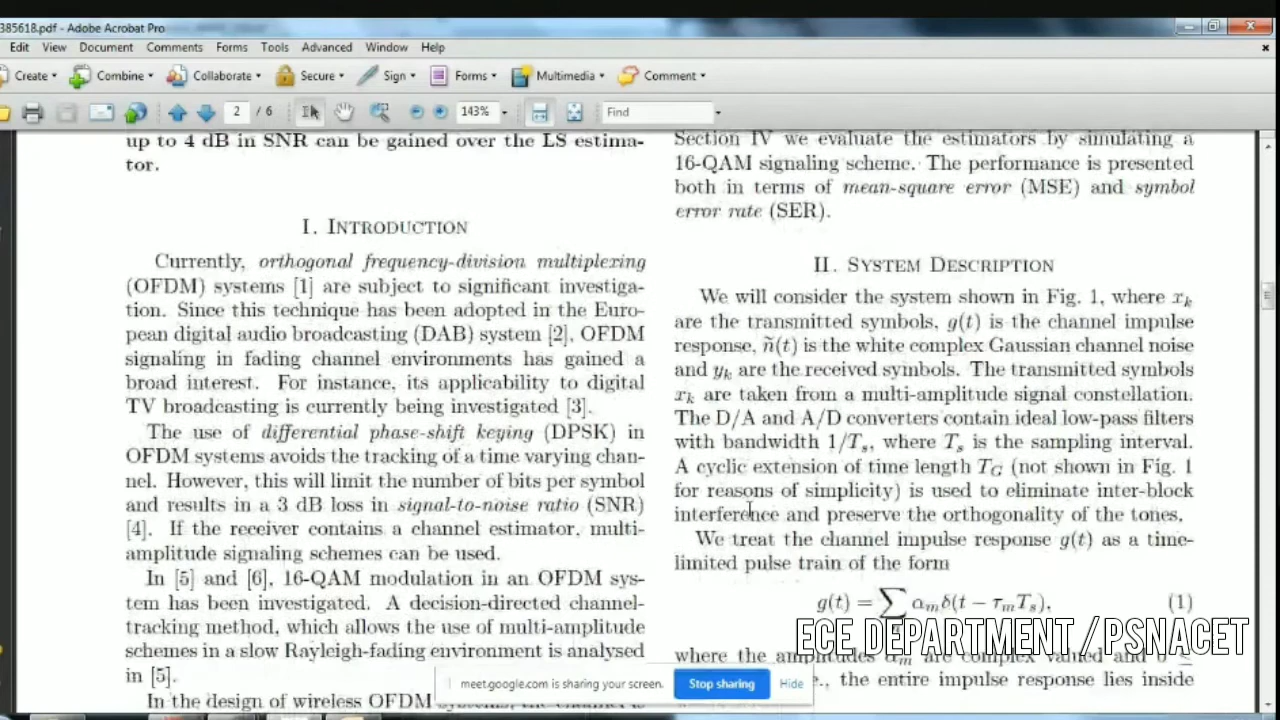 385618.pdf - Adobe Acrobat Pro
Edit View Document Comments Forms Tools Advanced Window Help
Create Combine Collaborate Secure Sign Forms Multimedia Comment
2 / 6 143% Find
up to 4 dB in SNR can be gained over the LS estima-
tor.
I. INTRODUCTION
Currently, orthogonal frequency-division multiplexing
(OFDM) systems [1] are subject to significant investiga-
tion. Since this technique has been adopted in the Euro-
pean digital audio broadcasting (DAB) system [2], OFDM
signaling in fading channel environments has gained a
broad interest. For instance, its applicability to digital
TV broadcasting is currently being investigated [3].
The use of differential phase-shift keying (DPSK) in
OFDM systems avoids the tracking of a time varying chan-
nel. However, this will limit the number of bits per symbol
and results in a 3 dB loss in signal-to-noise ratio (SNR)
[4]. If the receiver contains a channel estimator, multi-
amplitude signaling schemes can be used.
In [5] and [6], 16-QAM modulation in an OFDM sys-
tem has been investigated. A decision-directed channel-
tracking method, which allows the use of multi-amplitude
schemes in a slow Rayleigh-fading environment is analysed
in [5].
In the design of wireless OFDM
Section IV we evaluate the estimators by simulating a
16-QAM signaling scheme. The performance is presented
both in terms of mean-square error (MSE) and symbol
error rate (SER).
II. SYSTEM DESCRIPTION
We will consider the system shown in Fig. 1, where xₖ
are the transmitted symbols, g(t) is the channel impulse
response, ñ(t) is the white complex Gaussian channel noise
and yₖ are the received symbols. The transmitted symbols
xₖ are taken from a multi-amplitude signal constellation.
The D/A and A/D converters contain ideal low-pass filters
with bandwidth 1/Tₛ, where Tₛ is the sampling interval.
A cyclic extension of time length T_G (not shown in Fig. 1
for reasons of simplicity) is used to eliminate inter-block
interference and preserve the orthogonality of the tones.
We treat the channel impulse response g(t) as a time-
limited pulse train of the form
g(t) = ∑ αₘδ(t − τₘTₛ), (1)
where the amplitudes αₘ are complex valued and 0 ≤
the entire impulse response lies inside
ECE DEPARTMENT /PSNACET
meet.google.com is sharing your screen. Stop sharing Hide